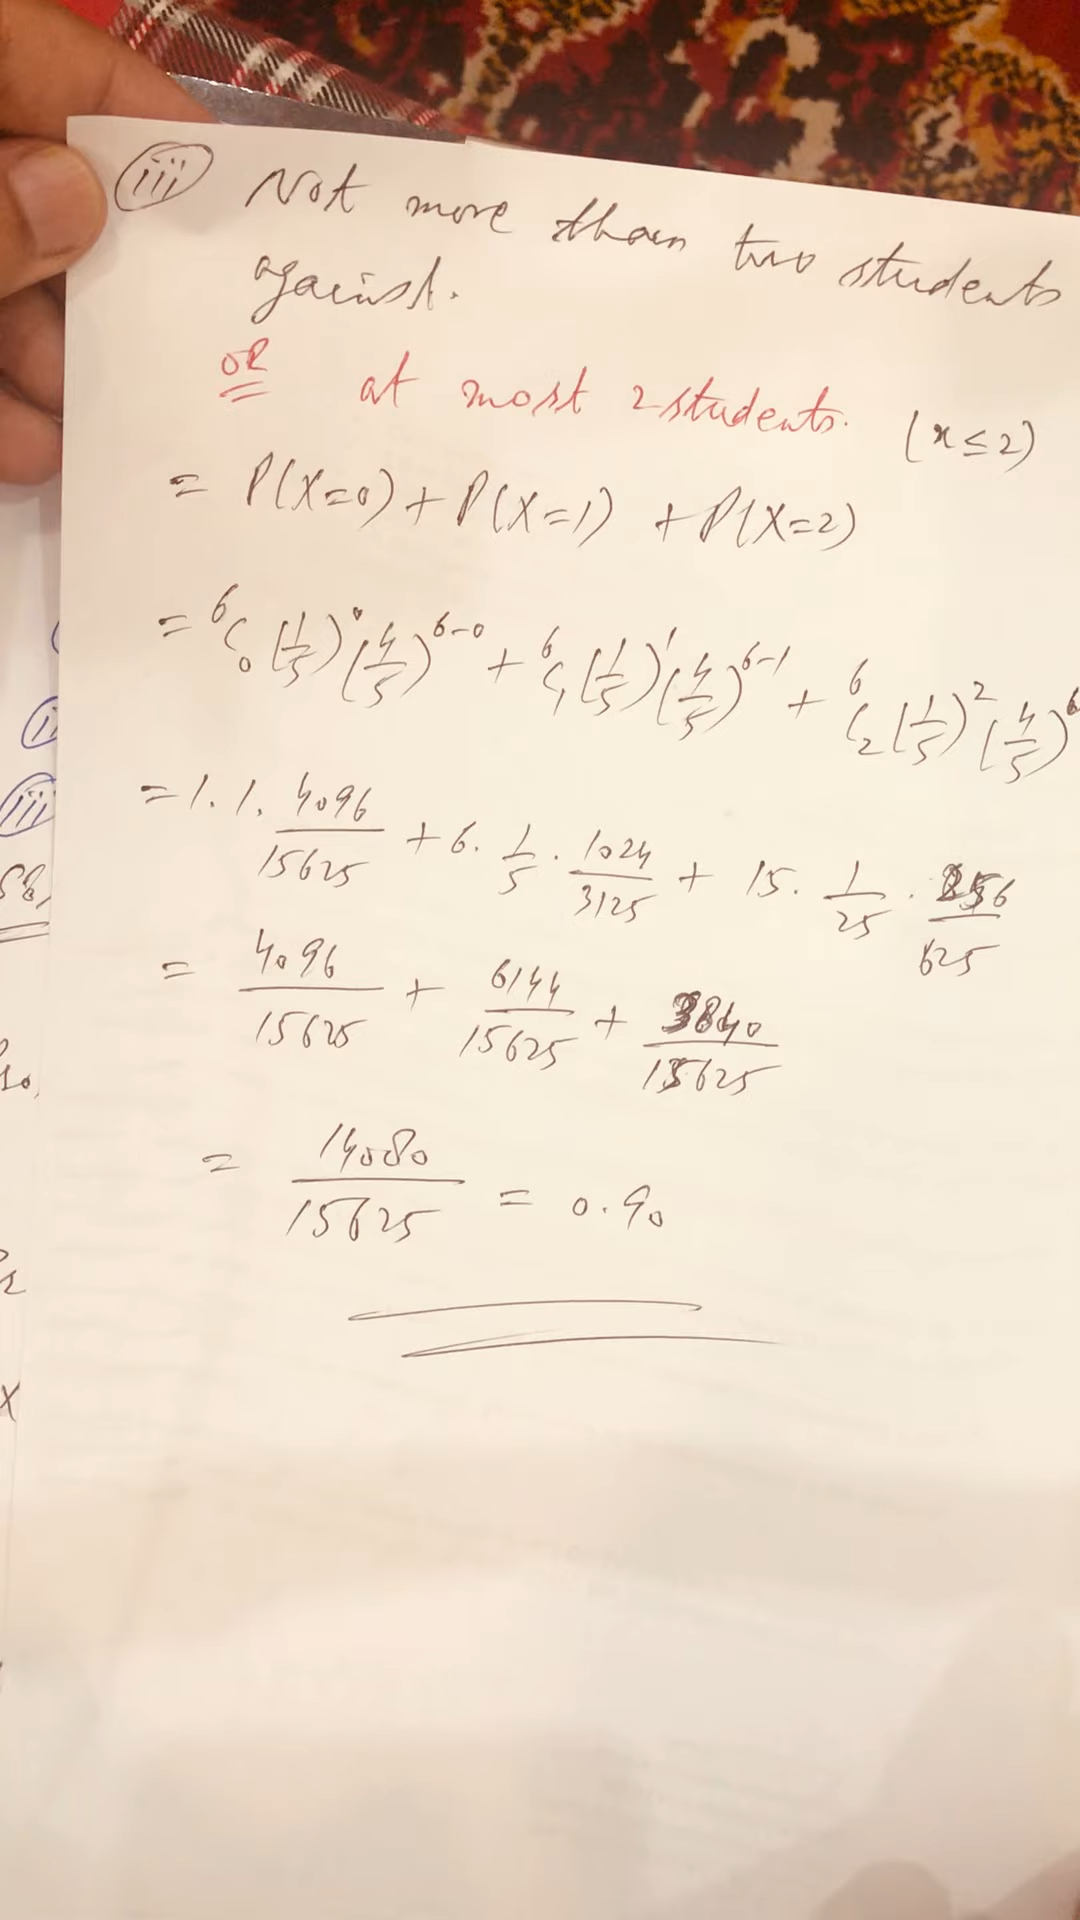 (iii) Not more than two students
against.
OR at most 2 students. (x ≤ 2)
= P(X=0) + P(X=1) + P(X=2)
= ⁶C₀ (1/5)⁰ (4/5)⁶⁻⁰ + ⁶C₁ (1/5)¹ (4/5)⁶⁻¹ + ⁶C₂ (1/5)² (4/5)⁶
= 1. 1. 4096/15625 + 6. 1/5 . 1024/3125 + 15. 1/25 . 256/625
= 4096/15625 + 6144/15625 + 3840/15625
= 14080/15625 = 0.90